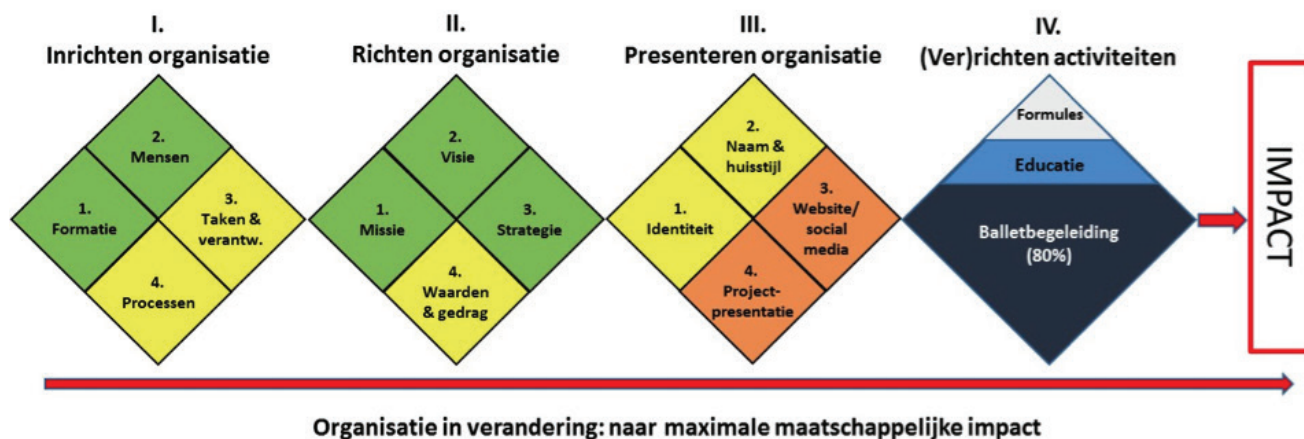 I.
Inrichten organisatie
2.
Mensen
1.
Formatie
3.
Taken &
verantw.
4.
Processen
II.
Richten organisatie
2.
Visie
1.
Missie
3.
Strategie
4.
Waarden
& gedrag
III.
Presenteren organisatie
2.
Naam &
huisstijl
1.
Identiteit
3.
Website/
social
media
4.
Project-
presentatie
IV.
(Ver)richten activiteiten
Formules
Educatie
Balletbegeleiding
(80%)
IMPACT
Organisatie in verandering: naar maximale maatschappelijke impact